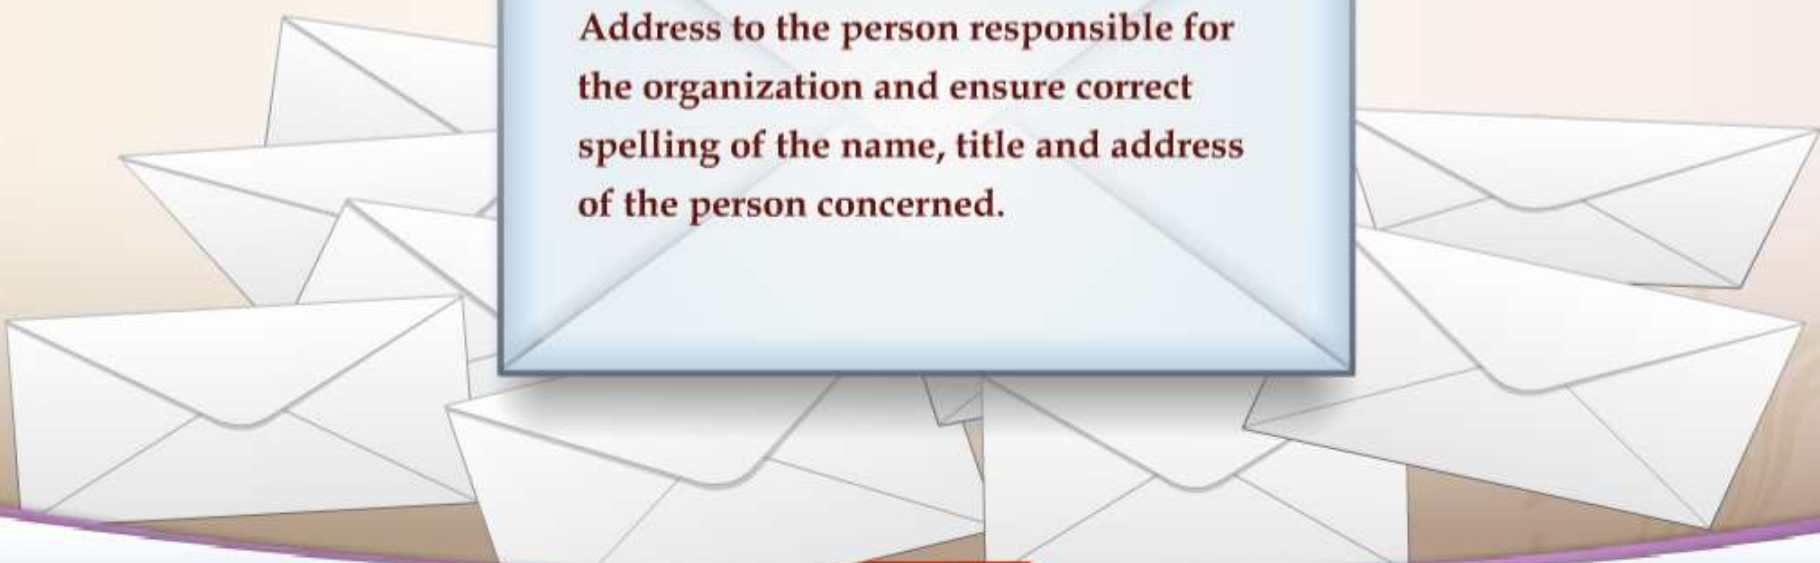 Address to the person responsible for
the organization and ensure correct
spelling of the name, title and address
of the person concerned.